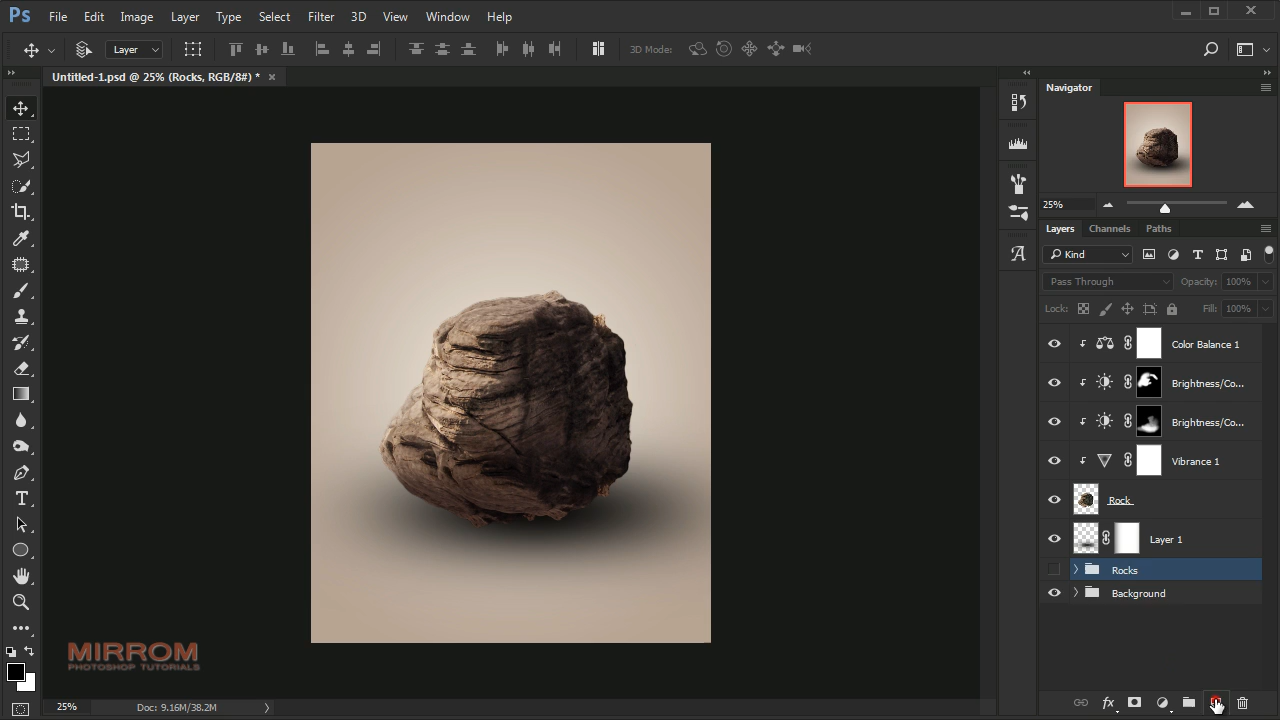 Ps File Edit Image Layer Type Select Filter 3D View Window Help
Layer 3D Mode:
Untitled-1.psd @ 25% (Rocks, RGB/8#) * ×
Navigator
25%
Layers Channels Paths
Kind
Pass Through Opacity: 100%
Lock: Fill: 100%
Color Balance 1
Brightness/Co...
Brightness/Co...
Vibrance 1
Rock
Layer 1
Rocks
Background
MIRROM
PHOTOSHOP TUTORIALS
25% Doc: 9.16M/38.2M